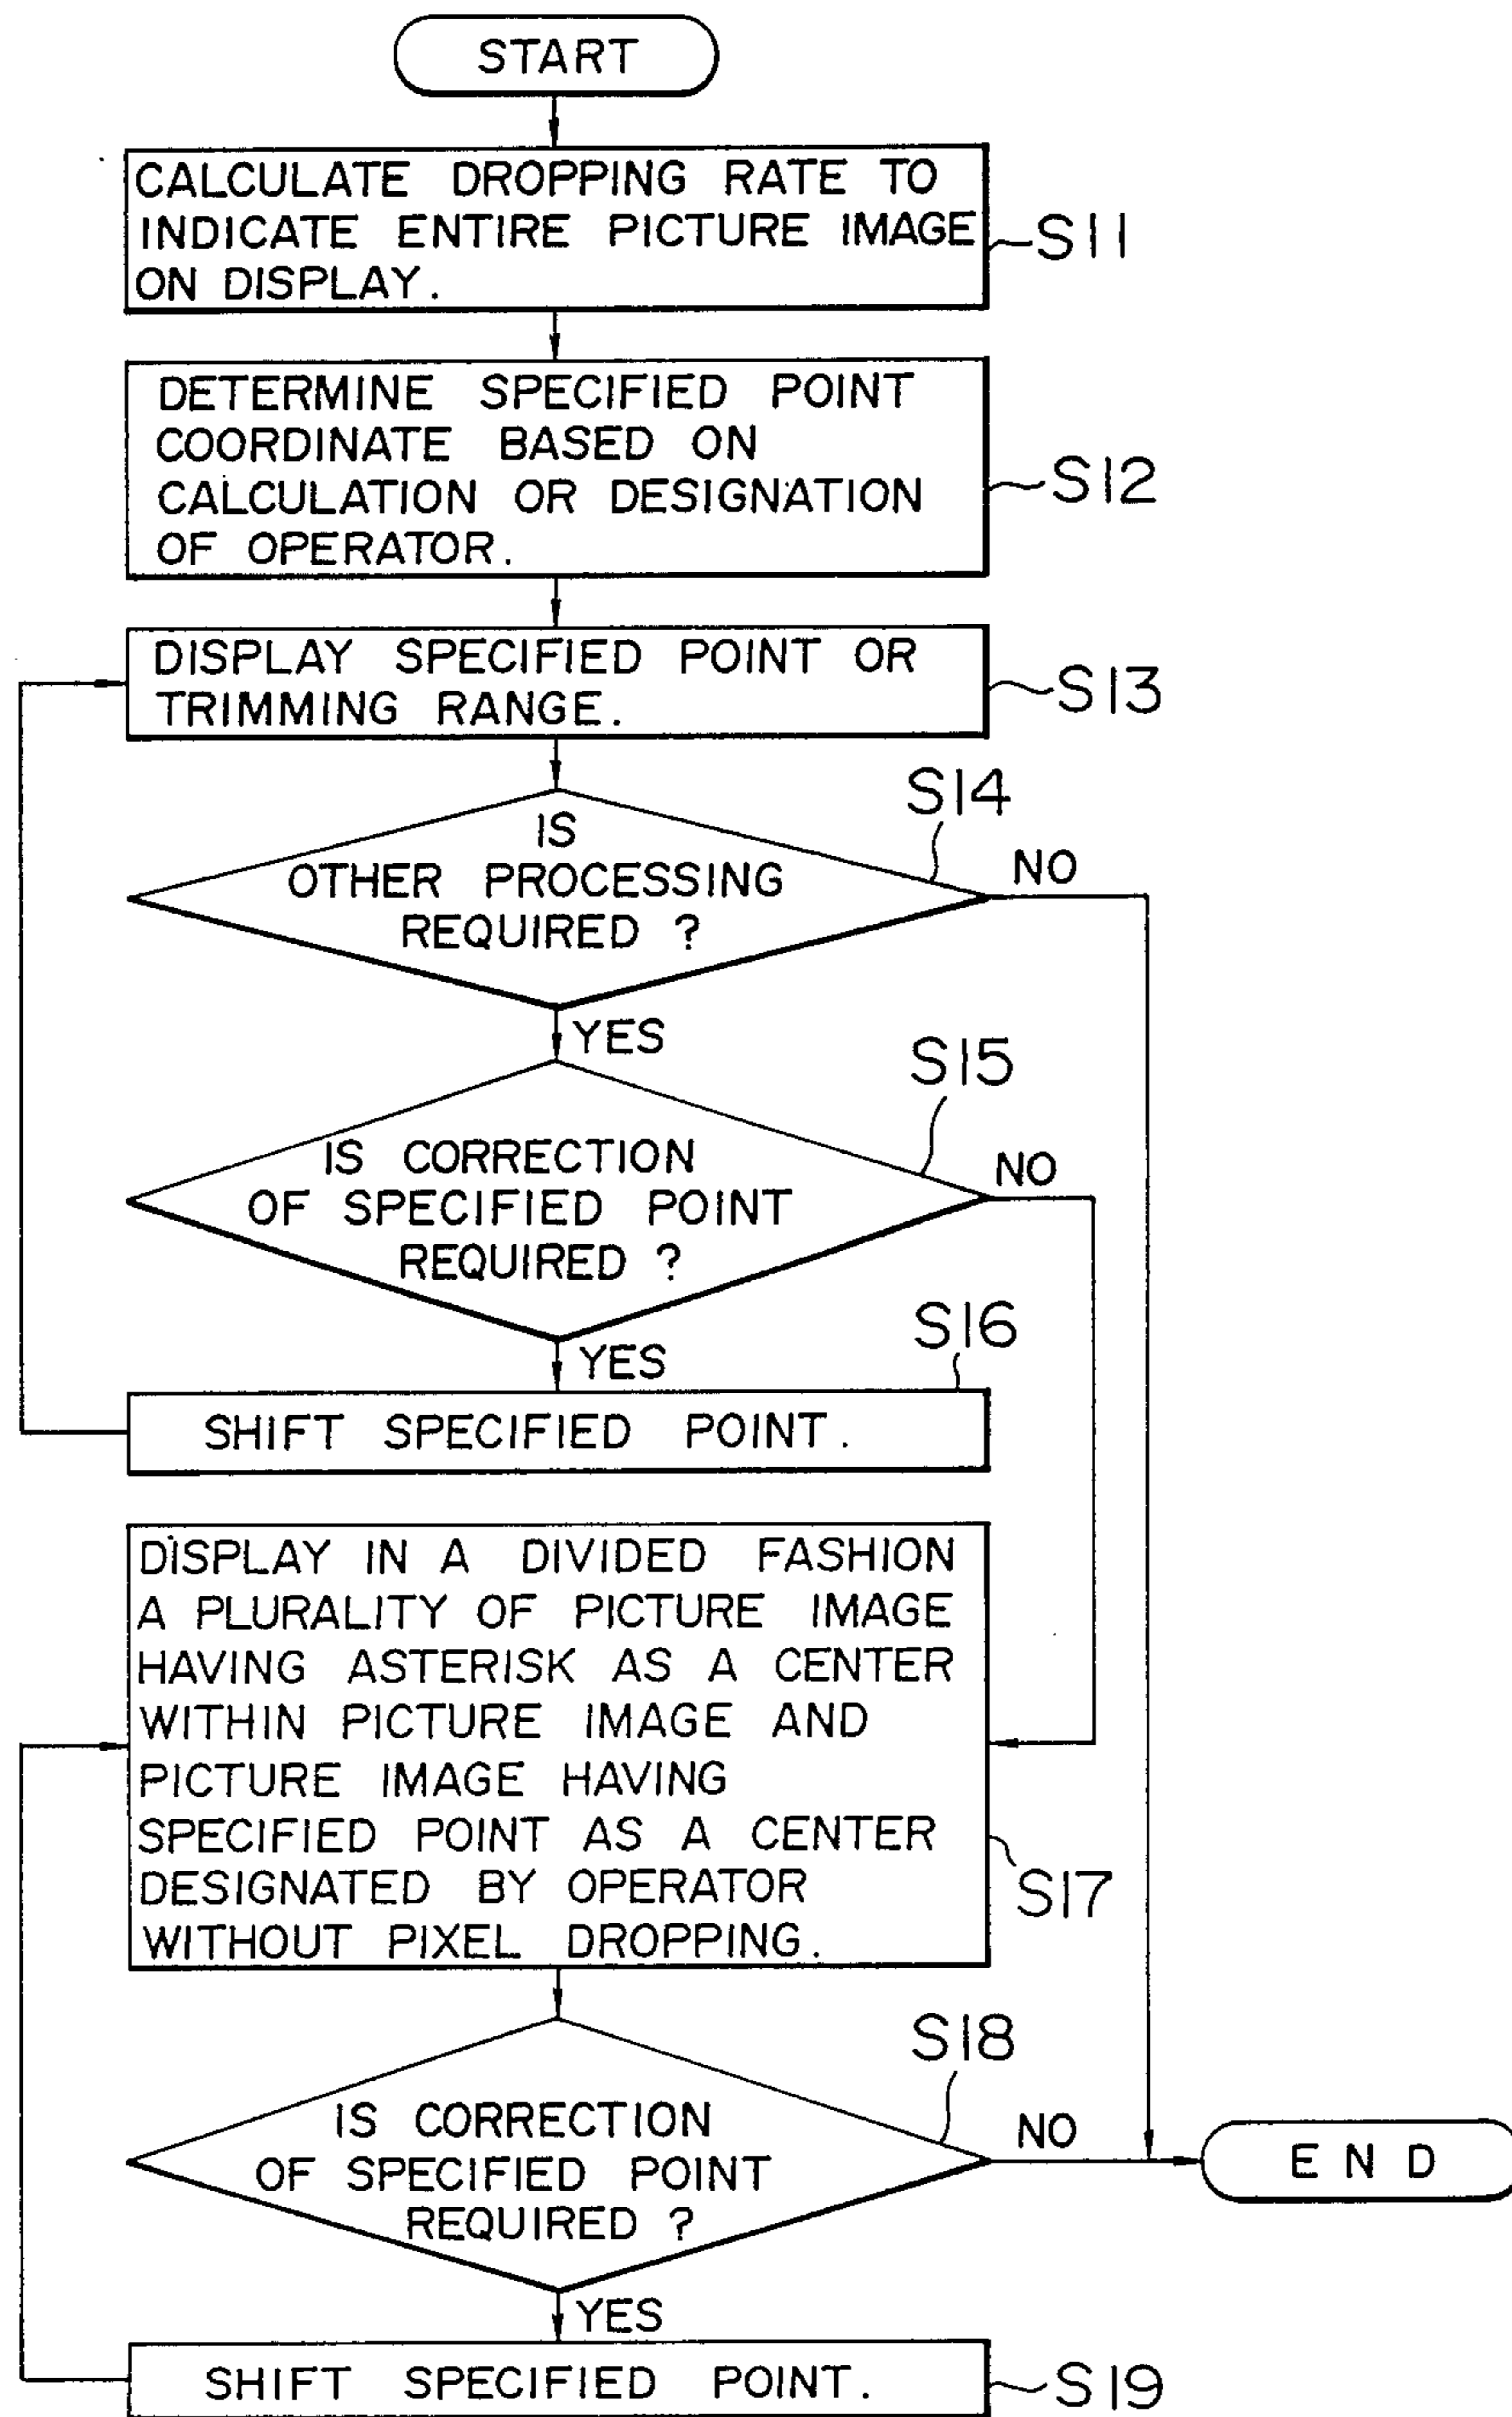 START
CALCULATE DROPPING RATE TO
INDICATE ENTIRE PICTURE IMAGE
ON DISPLAY.
S11
DETERMINE SPECIFIED POINT
COORDINATE BASED ON
CALCULATION OR DESIGNATION
OF OPERATOR.
S12
DISPLAY SPECIFIED POINT OR
TRIMMING RANGE.
S13
S14
IS
OTHER PROCESSING
REQUIRED ?
NO
YES
S15
IS CORRECTION
OF SPECIFIED POINT
REQUIRED ?
NO
YES
S16
SHIFT SPECIFIED POINT.
DISPLAY IN A DIVIDED FASHION
A PLURALITY OF PICTURE IMAGE
HAVING ASTERISK AS A CENTER
WITHIN PICTURE IMAGE AND
PICTURE IMAGE HAVING
SPECIFIED POINT AS A CENTER
DESIGNATED BY OPERATOR
WITHOUT PIXEL DROPPING.
S17
S18
IS CORRECTION
OF SPECIFIED POINT
REQUIRED ?
NO
END
YES
SHIFT SPECIFIED POINT.
S19